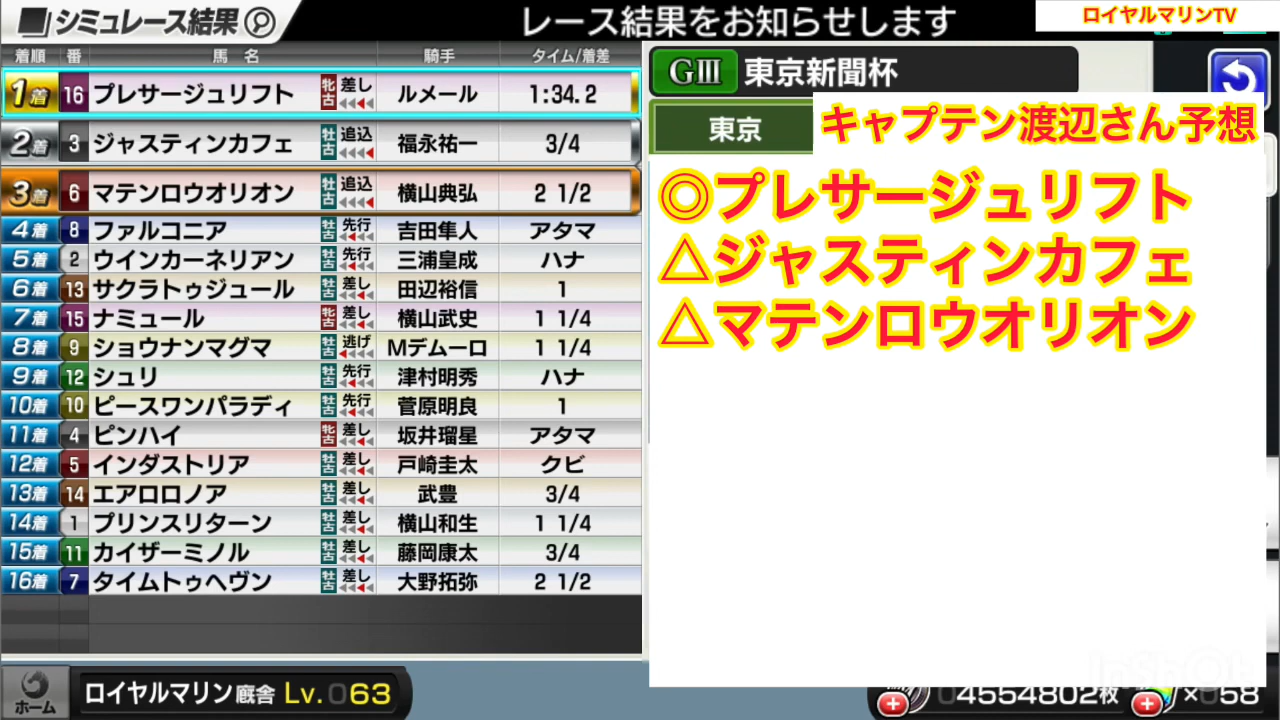 シミュレース結果
レース結果をお知らせします
ロイヤルマリンTV
着順 番 馬名 騎手 タイム/着差
1着 16 プレサージュリフト 牝古 差し ルメール 1:34.2
2着 3 ジャスティンカフェ 牡古 追込 福永祐一 3/4
3着 6 マテンロウオリオン 牡古 追込 横山典弘 2 1/2
4着 8 ファルコニア 牡古 先行 吉田隼人 アタマ
5着 2 ウインカーネリアン 牡古 先行 三浦皇成 ハナ
6着 13 サクラトゥジュール 牡古 差し 田辺裕信 1
7着 15 ナミュール 牝古 差し 横山武史 1 1/4
8着 9 ショウナンマグマ 牡古 逃げ Mデムーロ 1 1/4
9着 12 シュリ 牡古 先行 津村明秀 ハナ
10着 10 ピースワンパラディ 牡古 先行 菅原明良 1
11着 4 ピンハイ 牝古 差し 坂井瑠星 アタマ
12着 5 インダストリア 牡古 差し 戸崎圭太 クビ
13着 14 エアロロノア 牡古 差し 武豊 3/4
14着 1 プリンスリターン 牡古 差し 横山和生 1 1/4
15着 11 カイザーミノル 牡古 差し 藤岡康太 3/4
16着 7 タイムトゥヘヴン 牡古 差し 大野拓弥 2 1/2
GIII 東京新聞杯
東京
キャプテン渡辺さん予想
◎プレサージュリフト
△ジャスティンカフェ
△マテンロウオリオン
InShOt
ホーム
ロイヤルマリン厩舎 Lv.063
04554802枚 ×058